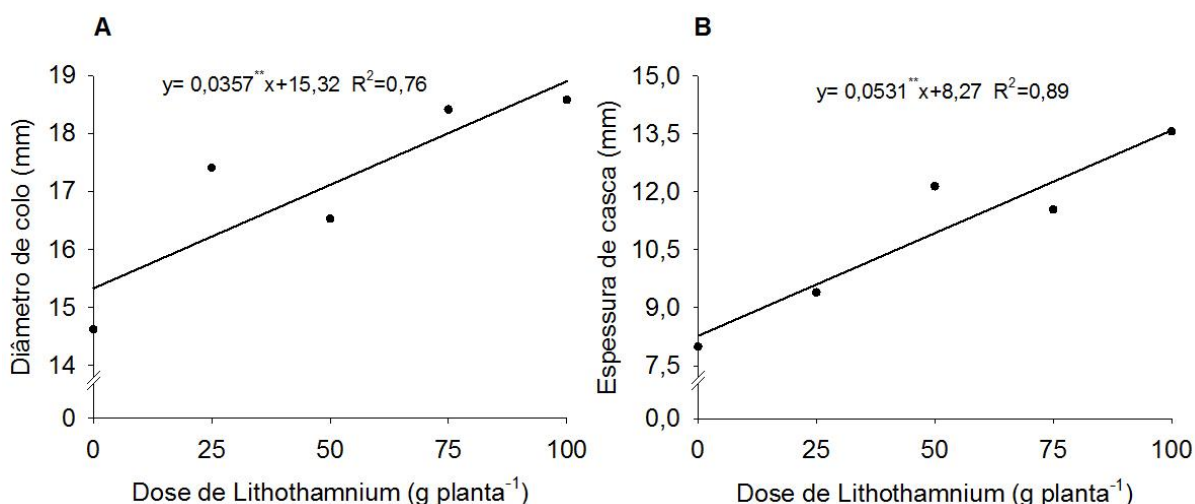 A
y= 0,0357**x+15,32 R²=0,76
Diâmetro de colo (mm)
19
18
17
16
15
14
0
0 25 50 75 100
Dose de Lithothamnium (g planta⁻¹)
B
y= 0,0531**x+8,27 R²=0,89
Espessura de casca (mm)
15,0
13,5
12,0
10,5
9,0
7,5
0,0
0 25 50 75 100
Dose de Lithothamnium (g planta⁻¹)